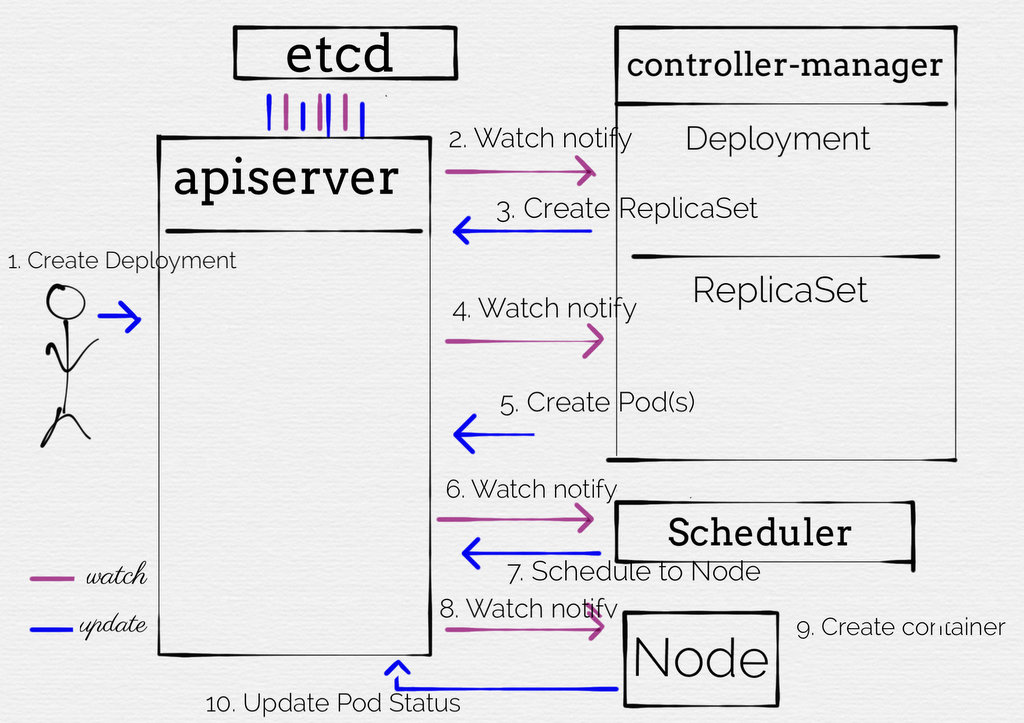 etcd
controller-manager
apiserver
2. Watch notify
Deployment
3. Create ReplicaSet
1. Create Deployment
ReplicaSet
4. Watch notify
5. Create Pod(s)
6. Watch notify
Scheduler
7. Schedule to Node
watch
8. Watch notify
update
Node
9. Create container
10. Update Pod Status